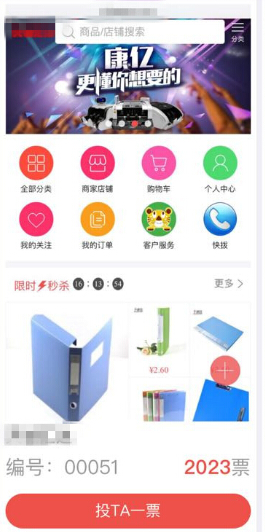 商品/店铺搜索
分类
康亿
更懂你想要的
全部分类
商家店铺
购物车
个人中心
我的关注
我的订单
客户服务
快拨
限时秒杀 16 : 13 : 54
更多 >
¥2.60
编号：00051
2023票
投TA一票